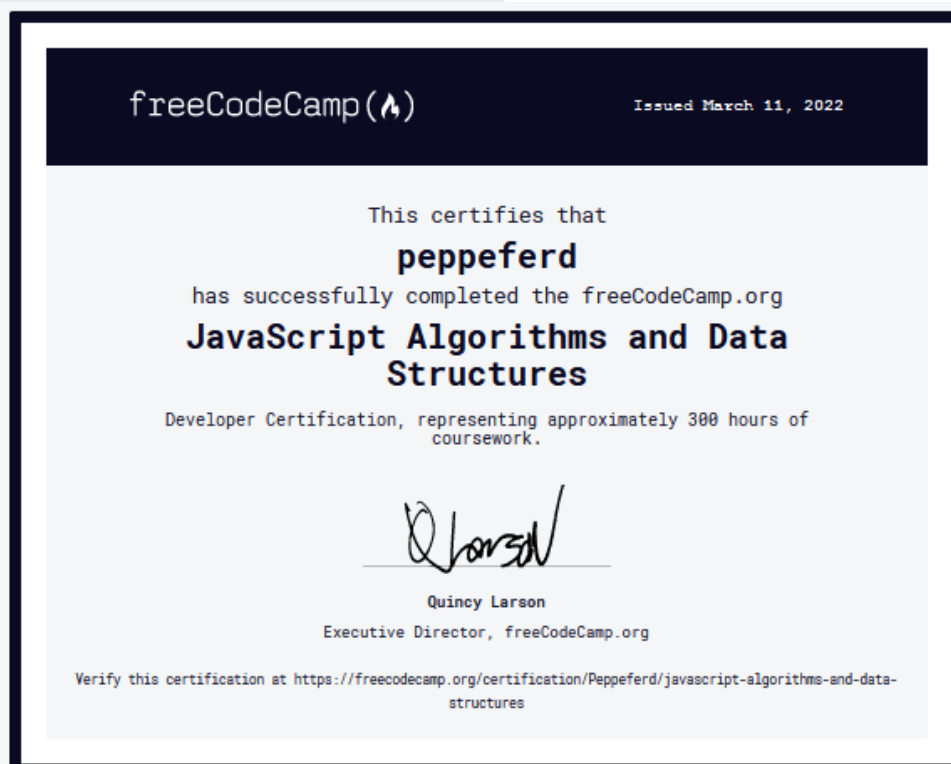 freeCodeCamp(🔥)
Issued March 11, 2022
This certifies that
peppeferd
has successfully completed the freeCodeCamp.org
JavaScript Algorithms and Data
Structures
Developer Certification, representing approximately 300 hours of
coursework.
Q Larson
Quincy Larson
Executive Director, freeCodeCamp.org
Verify this certification at https://freecodecamp.org/certification/Peppeferd/javascript-algorithms-and-data-
structures